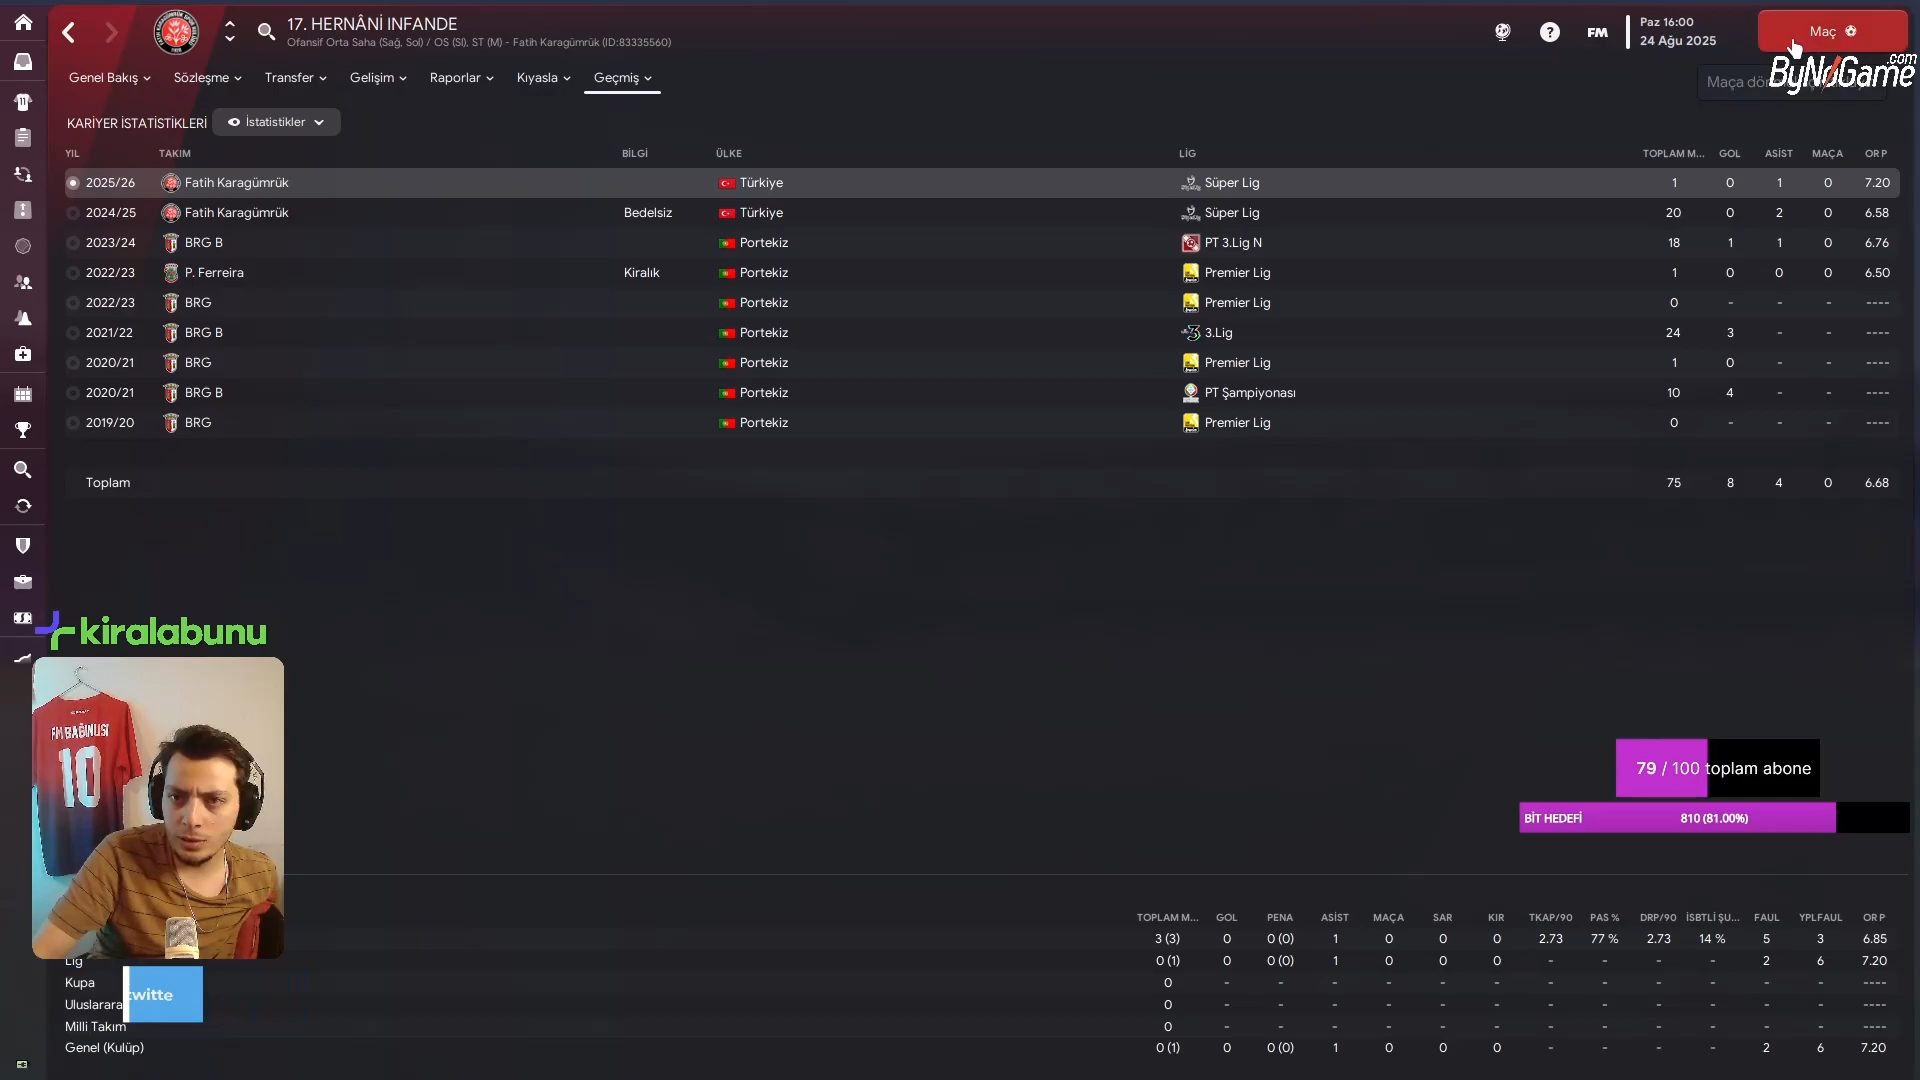 17. HERNÂNİ INFANDE
Ofansif Orta Saha (Sağ, Sol) / OS (Sl), ST (M) - Fatih Karagümrük (ID:83335560)
FM
Paz 16:00
24 Ağu 2025
Maç
ByNoGame.com
Genel Bakış
Sözleşme
Transfer
Gelişim
Raporlar
Kıyasla
Geçmiş
KARİYER İSTATİSTİKLERİ
İstatistikler
YIL TAKIM BİLGİ ÜLKE LİG TOPLAM M... GOL ASİST MAÇA OR P
2025/26 Fatih Karagümrük Türkiye Süper Lig 1 0 1 0 7.20
2024/25 Fatih Karagümrük Bedelsiz Türkiye Süper Lig 20 0 2 0 6.58
2023/24 BRG B Portekiz PT 3.Lig N 18 1 1 0 6.76
2022/23 P. Ferreira Kiralık Portekiz Premier Lig 1 0 0 0 6.50
2022/23 BRG Portekiz Premier Lig 0 - - - ----
2021/22 BRG B Portekiz 3.Lig 24 3 - - ----
2020/21 BRG Portekiz Premier Lig 1 0 - - ----
2020/21 BRG B Portekiz PT Şampiyonası 10 4 - - ----
2019/20 BRG Portekiz Premier Lig 0 - - - ----
Toplam 75 8 4 0 6.68
kiralabunu
FM BAĞINLISI
10
79 / 100 toplam abone
BİT HEDEFİ 810 (81.00%)
TOPLAM M... GOL PENA ASİST MAÇA SAR KIR TKAP/90 PAS % DRP/90 İSBTLİ ŞU... FAUL YPLFAUL OR P
3 (3) 0 0 (0) 1 0 0 0 2.73 77 % 2.73 14 % 5 3 6.85
Lig 0 (1) 0 0 (0) 1 0 0 0 - - - - 2 6 7.20
Kupa 0 - - - - - - - - - - - - ----
Uluslarara 0 - - - - - - - - - - - - ----
Milli Takım 0 - - - - - - - - - - - - ----
Genel (Kulüp) 0 (1) 0 0 (0) 1 0 0 0 - - - - 2 6 7.20
twitte